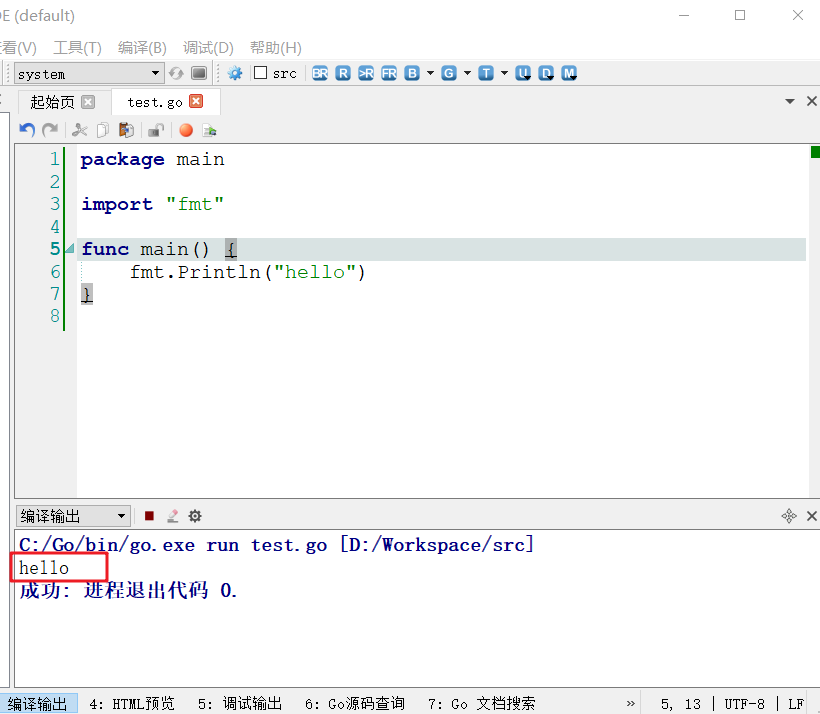 E (default)
看(V) 工具(T) 编译(B) 调试(D) 帮助(H)
system src BR R >R FR B G T U D M
起始页 test.go
1 package main
2
3 import "fmt"
4
5 func main() {
6 fmt.Println("hello")
7 }
8
编译输出
C:/Go/bin/go.exe run test.go [D:/Workspace/src]
hello
成功: 进程退出代码 0.
编译输出 4: HTML预览 5: 调试输出 6: Go源码查询 7: Go 文档搜索 » 5, 13 | UTF-8 | LF